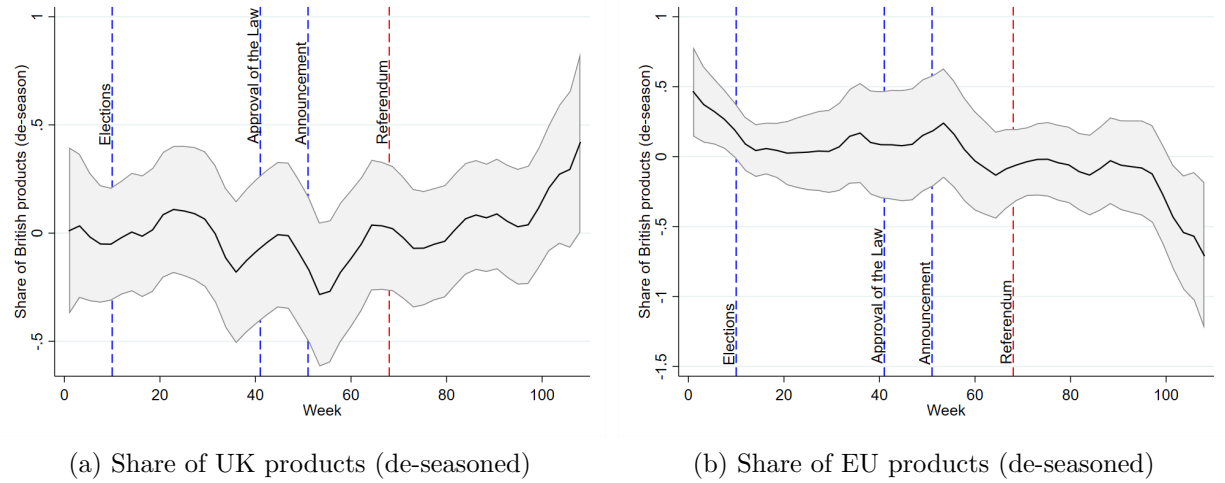 Share of British products (de-season)
1
.5
0
-.5
Elections
Approval of the Law
Announcement
Referendum
0 20 40 60 80 100
Week
(a) Share of UK products (de-seasoned)
Share of British products (de-season)
1
.5
0
-.5
-1
-1.5
Elections
Approval of the Law
Announcement
Referendum
0 20 40 60 80 100
Week
(b) Share of EU products (de-seasoned)